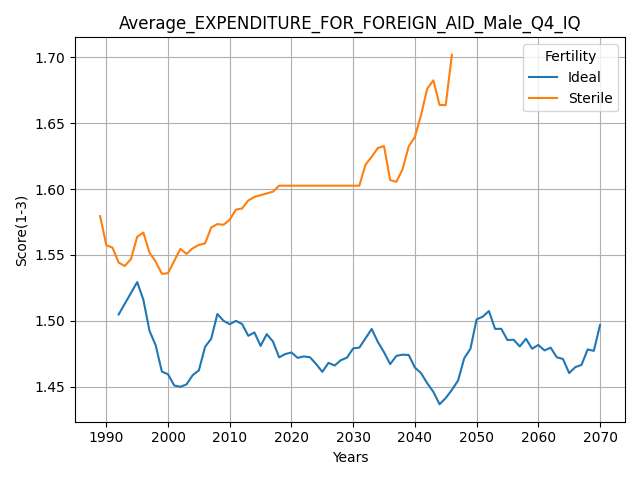 Average_EXPENDITURE_FOR_FOREIGN_AID_Male_Q4_IQ
Fertility
Ideal
Sterile
Score(1-3)
1.70
1.65
1.60
1.55
1.50
1.45
1990 2000 2010 2020 2030 2040 2050 2060 2070
Years